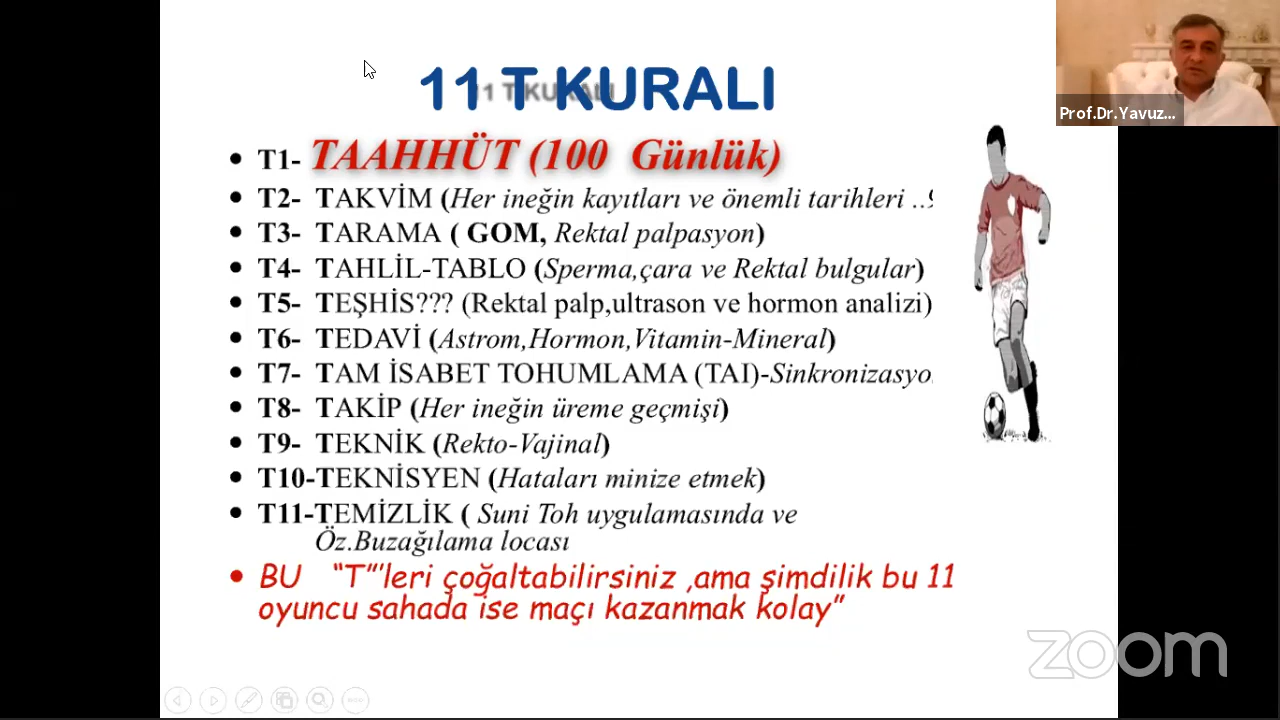 11 T KURALI
Prof.Dr.Yavuz...
• T1- TAAHHÜT (100 Günlük)
• T2- TAKVİM (Her ineğin kayıtları ve önemli tarihleri ..
• T3- TARAMA ( GOM, Rektal palpasyon)
• T4- TAHLİL-TABLO (Sperma,çara ve Rektal bulgular)
• T5- TEŞHİS??? (Rektal palp,ultrason ve hormon analizi)
• T6- TEDAVİ (Astrom,Hormon,Vitamin-Mineral)
• T7- TAM İSABET TOHUMLAMA (TAI)-Sinkronizasyo
• T8- TAKİP (Her ineğin üreme geçmişi)
• T9- TEKNİK (Rekto-Vajinal)
• T10-TEKNİSYEN (Hataları minize etmek)
• T11-TEMİZLİK ( Suni Toh uygulamasında ve
Öz.Buzağılama locası
• BU "T"'leri çoğaltabilirsiniz ,ama şimdilik bu 11
oyuncu sahada ise maçı kazanmak kolay"
zoom